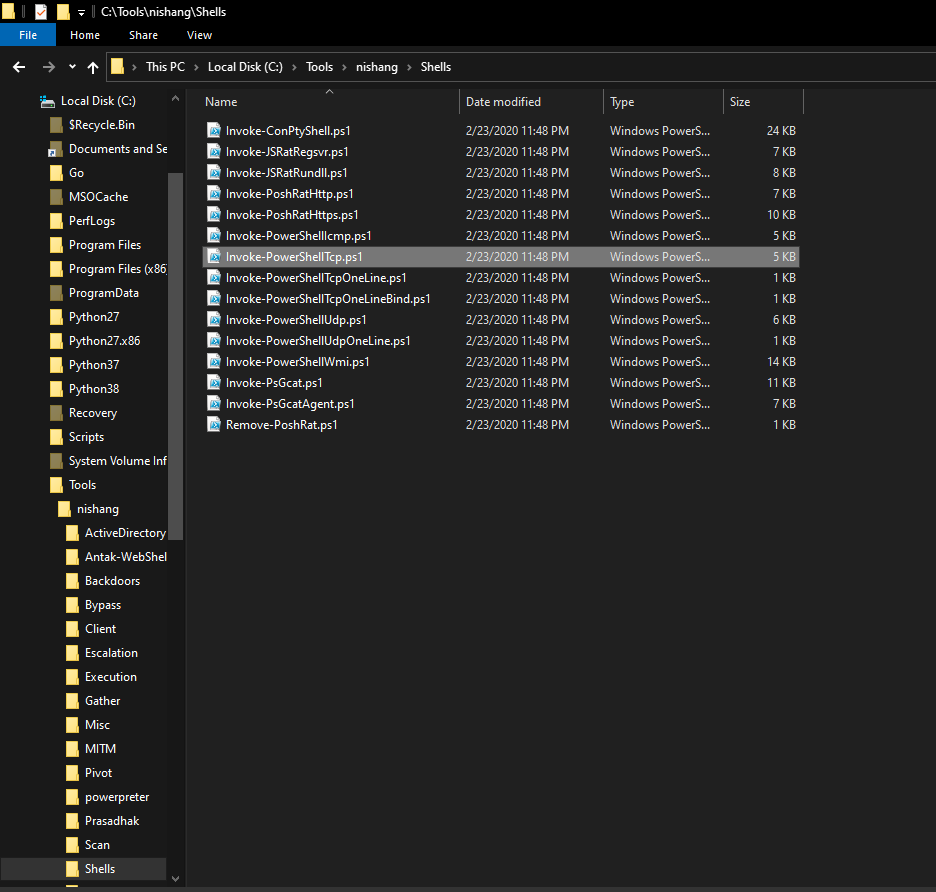 C:\Tools\nishang\Shells
File Home Share View
This PC Local Disk (C:) Tools nishang Shells
Local Disk (C:)
$Recycle.Bin
Documents and Se
Go
MSOCache
PerfLogs
Program Files
Program Files (x86)
ProgramData
Python27
Python27.x86
Python37
Python38
Recovery
Scripts
System Volume Inf
Tools
nishang
ActiveDirectory
Antak-WebShel
Backdoors
Bypass
Client
Escalation
Execution
Gather
Misc
MITM
Pivot
powerpreter
Prasadhak
Scan
Shells
Name Date modified Type Size
Invoke-ConPtyShell.ps1 2/23/2020 11:48 PM Windows PowerS... 24 KB
Invoke-JSRatRegsvr.ps1 2/23/2020 11:48 PM Windows PowerS... 7 KB
Invoke-JSRatRundll.ps1 2/23/2020 11:48 PM Windows PowerS... 8 KB
Invoke-PoshRatHttp.ps1 2/23/2020 11:48 PM Windows PowerS... 7 KB
Invoke-PoshRatHttps.ps1 2/23/2020 11:48 PM Windows PowerS... 10 KB
Invoke-PowerShellIcmp.ps1 2/23/2020 11:48 PM Windows PowerS... 5 KB
Invoke-PowerShellTcp.ps1 2/23/2020 11:48 PM Windows PowerS... 5 KB
Invoke-PowerShellTcpOneLine.ps1 2/23/2020 11:48 PM Windows PowerS... 1 KB
Invoke-PowerShellTcpOneLineBind.ps1 2/23/2020 11:48 PM Windows PowerS... 1 KB
Invoke-PowerShellUdp.ps1 2/23/2020 11:48 PM Windows PowerS... 6 KB
Invoke-PowerShellUdpOneLine.ps1 2/23/2020 11:48 PM Windows PowerS... 1 KB
Invoke-PowerShellWmi.ps1 2/23/2020 11:48 PM Windows PowerS... 14 KB
Invoke-PsGcat.ps1 2/23/2020 11:48 PM Windows PowerS... 11 KB
Invoke-PsGcatAgent.ps1 2/23/2020 11:48 PM Windows PowerS... 7 KB
Remove-PoshRat.ps1 2/23/2020 11:48 PM Windows PowerS... 1 KB